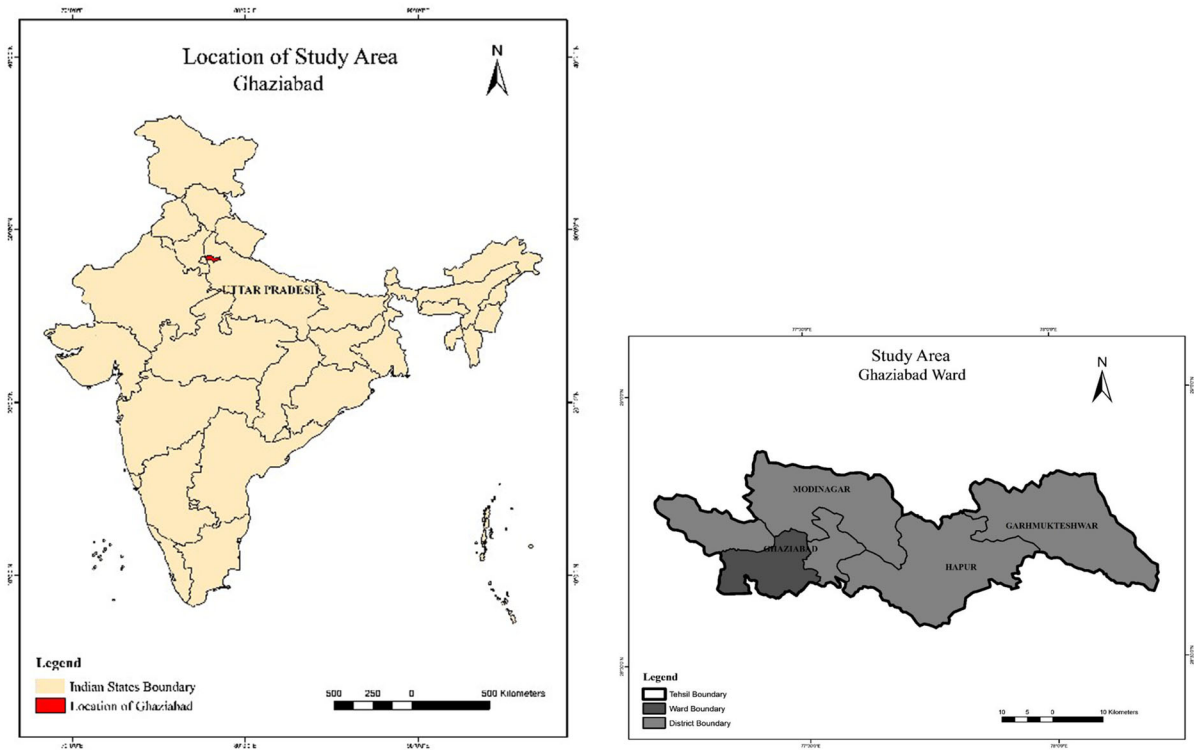 Location of Study Area
Ghaziabad
N
UTTAR PRADESH
Legend
Indian States Boundary
Location of Ghaziabad
500 250 0 500 Kilometers
Study Area
Ghaziabad Ward
N
MODINAGAR
GARHMUKTESHWAR
GHAZIABAD
HAPUR
Legend
Tehsil Boundary
Ward Boundary
District Boundary
10 5 0 10 Kilometers